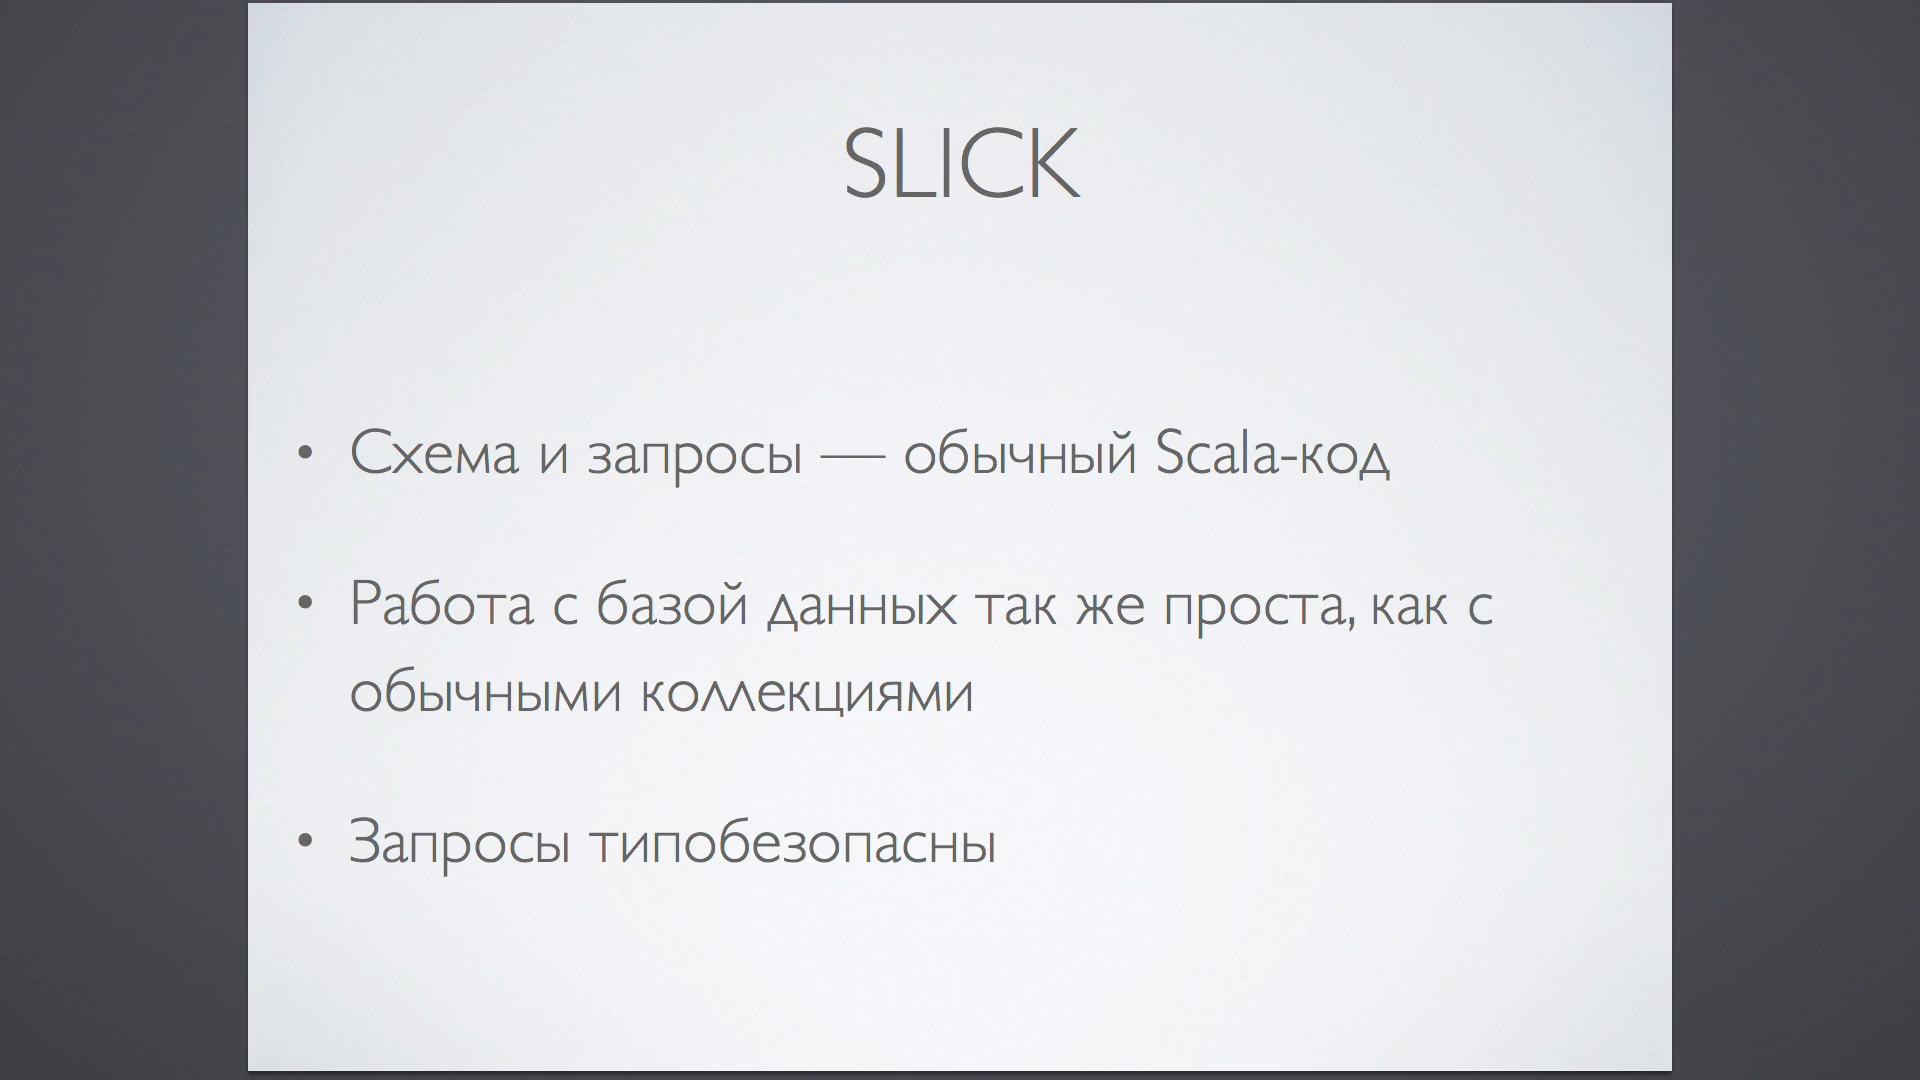 SLICK
• Схема и запросы — обычный Scala-код
• Работа с базой данных так же проста, как с
обычными коллекциями
• Запросы типобезопасны